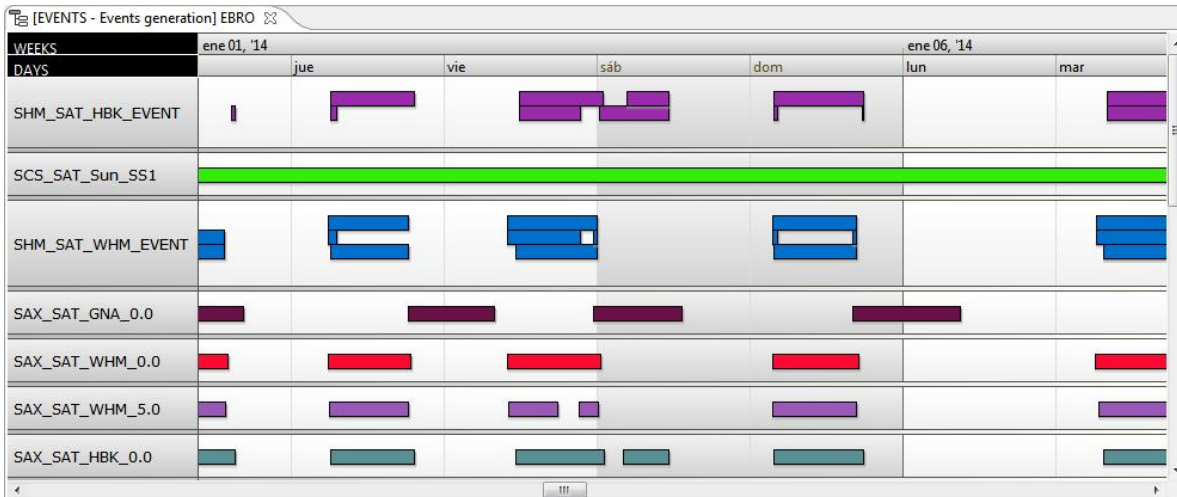 [EVENTS - Events generation] EBRO
WEEKS ene 01, '14 ene 06, '14
DAYS jue vie sáb dom lun mar
SHM_SAT_HBK_EVENT
SCS_SAT_Sun_SS1
SHM_SAT_WHM_EVENT
SAX_SAT_GNA_0.0
SAX_SAT_WHM_0.0
SAX_SAT_WHM_5.0
SAX_SAT_HBK_0.0